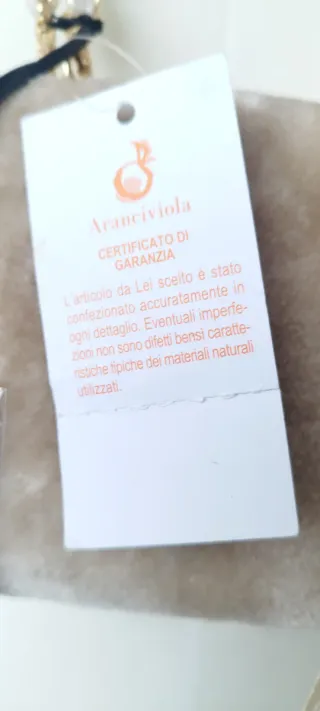 Aranciviola
CERTIFICATO DI
GARANZIA
L'articolo da Lei scelto è stato
confezionato accuratamente in
ogni dettaglio. Eventuali imperfe-
zioni non sono difetti bensì caratte-
ristiche tipiche dei materiali naturali
utilizzati.